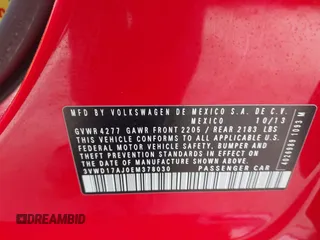 MFD BY VOLKSWAGEN DE MEXICO S.A. DE C.V.
MEXICO 10/13
GVWR 4277 GAWR FRONT 2205 / REAR 2183 LBS
THIS VEHICLE CONFORMS TO ALL APPLICABLE
FEDERAL MOTOR VEHICLE SAFETY, BUMPER, AND
THEFT PREVENTION STANDARDS IN EFFECT ON THE
DATE OF MANUFACTURE SHOWN ABOVE.
3VWD17AJ0EM378030 PASSENGER CAR
1093 M
DREAMBID